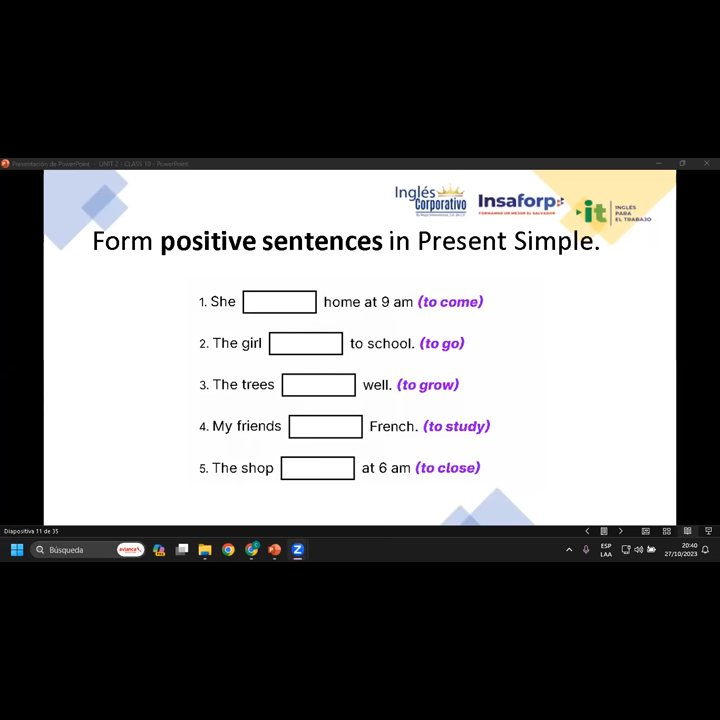 Presentación de PowerPoint - UNIT 2 - CLASS 19 - PowerPoint
Inglés
Corporativo
Insaforp
FORMANDO UN MEJOR EL SALVADOR
it
INGLÉS
PARA
EL TRABAJO
Form positive sentences in Present Simple.
1. She home at 9 am (to come)
2. The girl to school. (to go)
3. The trees well. (to grow)
4. My friends French. (to study)
5. The shop at 6 am (to close)
Diapositiva 11 de 35
Búsqueda
avianca
ESP
LAA
20:40
27/10/2023